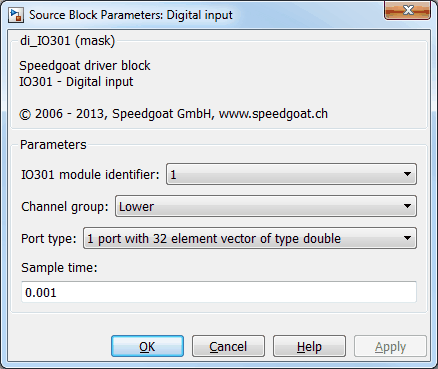 Source Block Parameters: Digital input
di_IO301 (mask)
Speedgoat driver block
IO301 - Digital input
© 2006 - 2013, Speedgoat GmbH, www.speedgoat.ch
Parameters
IO301 module identifier: 1
Channel group: Lower
Port type: 1 port with 32 element vector of type double
Sample time:
0.001
OK Cancel Help Apply